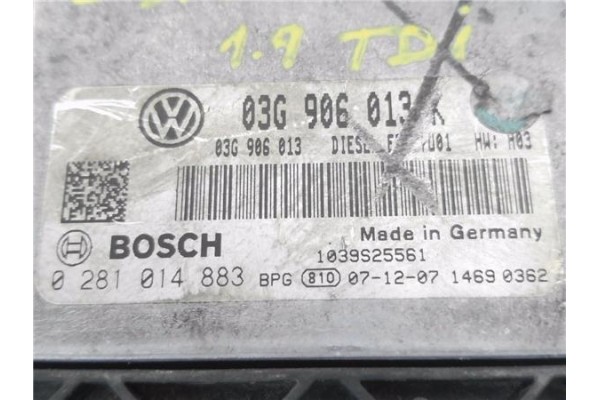 1.9 TDi
03G 906 013 K
03G 906 013 HW: H03
Made in Germany
BOSCH
1039S25561
0 281 014 883 BPG 810 07-12-07 1469 0362